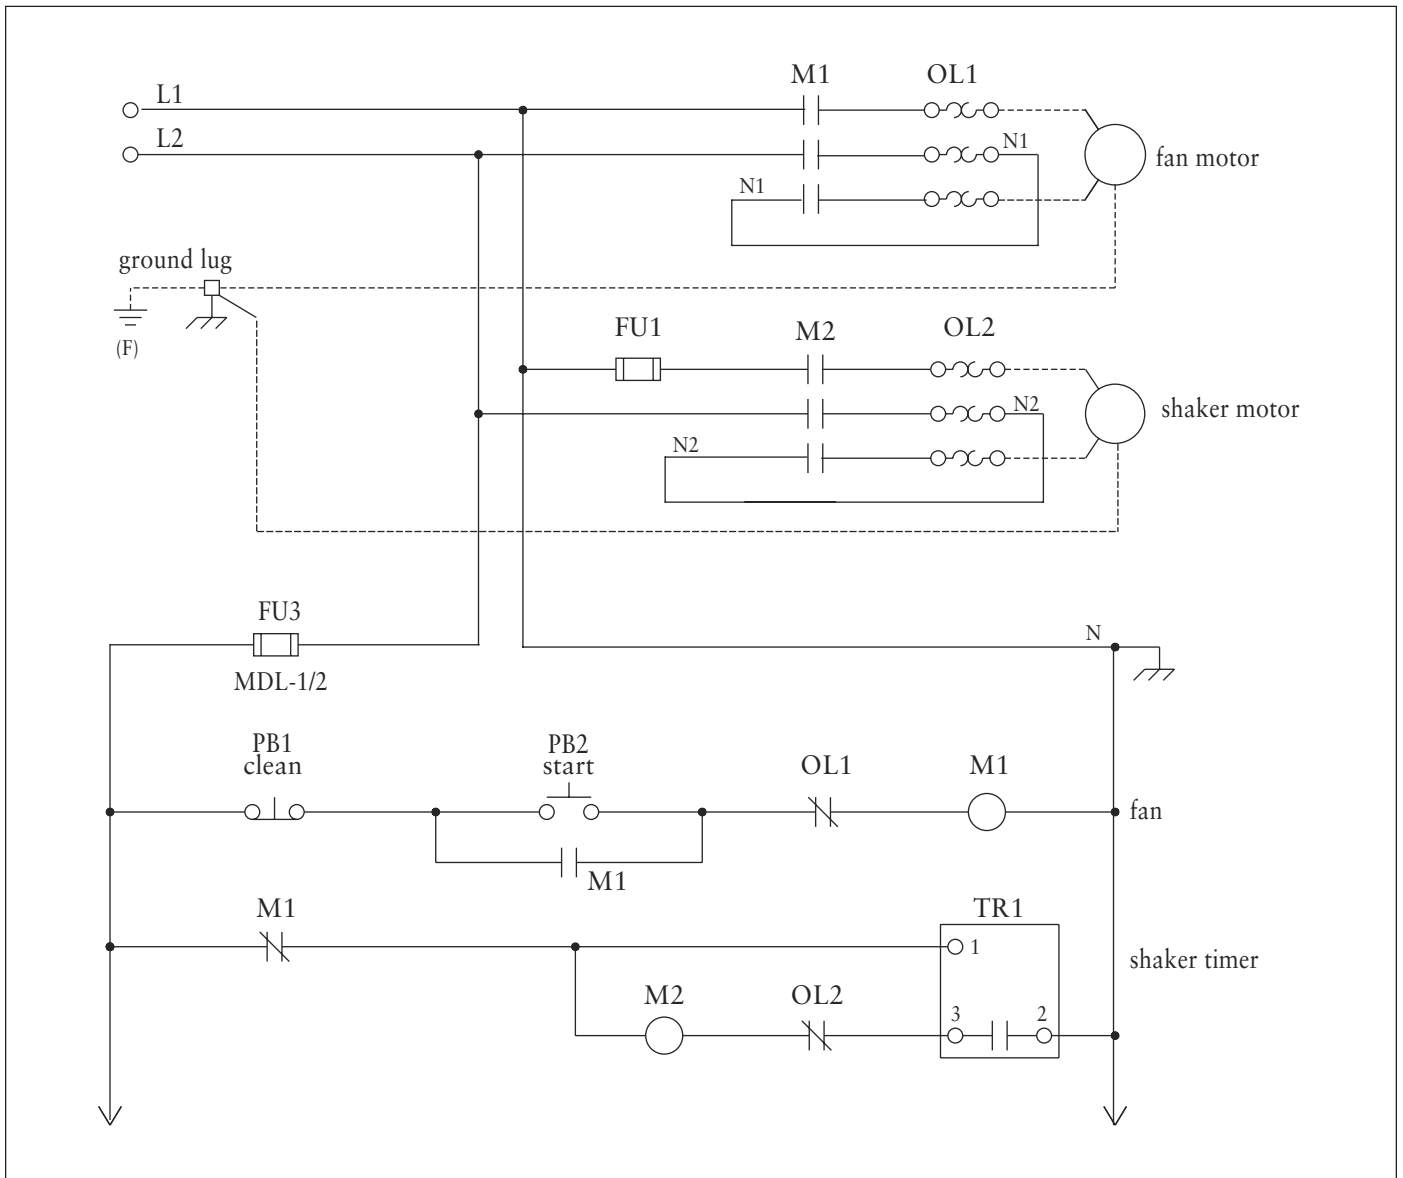 M1
OL1
L1
L2
N1
fan motor
N1
ground lug
(F)
FU1
M2
OL2
N2
shaker motor
N2
FU3
N
MDL-1/2
PB1
clean
PB2
start
OL1
M1
fan
M1
M1
TR1
1
shaker timer
M2
OL2
3
2